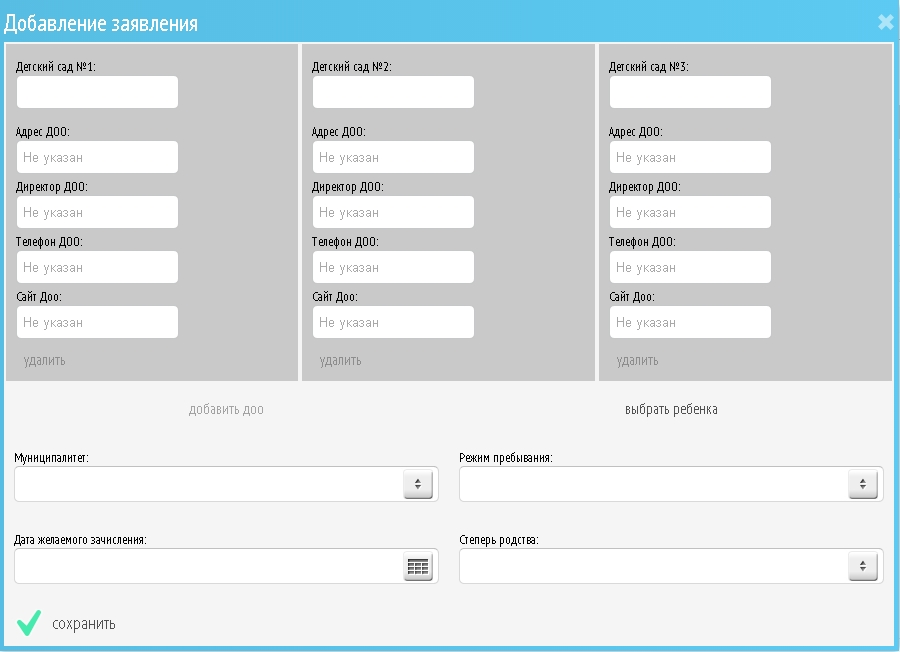 Добавление заявления
Детский сад №1:
Адрес ДОО:
Не указан
Директор ДОО:
Не указан
Телефон ДОО:
Не указан
Сайт Доо:
Не указан
удалить
Детский сад №2:
Адрес ДОО:
Не указан
Директор ДОО:
Не указан
Телефон ДОО:
Не указан
Сайт Доо:
Не указан
удалить
Детский сад №3:
Адрес ДОО:
Не указан
Директор ДОО:
Не указан
Телефон ДОО:
Не указан
Сайт Доо:
Не указан
удалить
добавить доо
выбрать ребенка
Муниципалитет:
Режим пребывания:
Дата желаемого зачисления:
Степерь родства:
сохранить